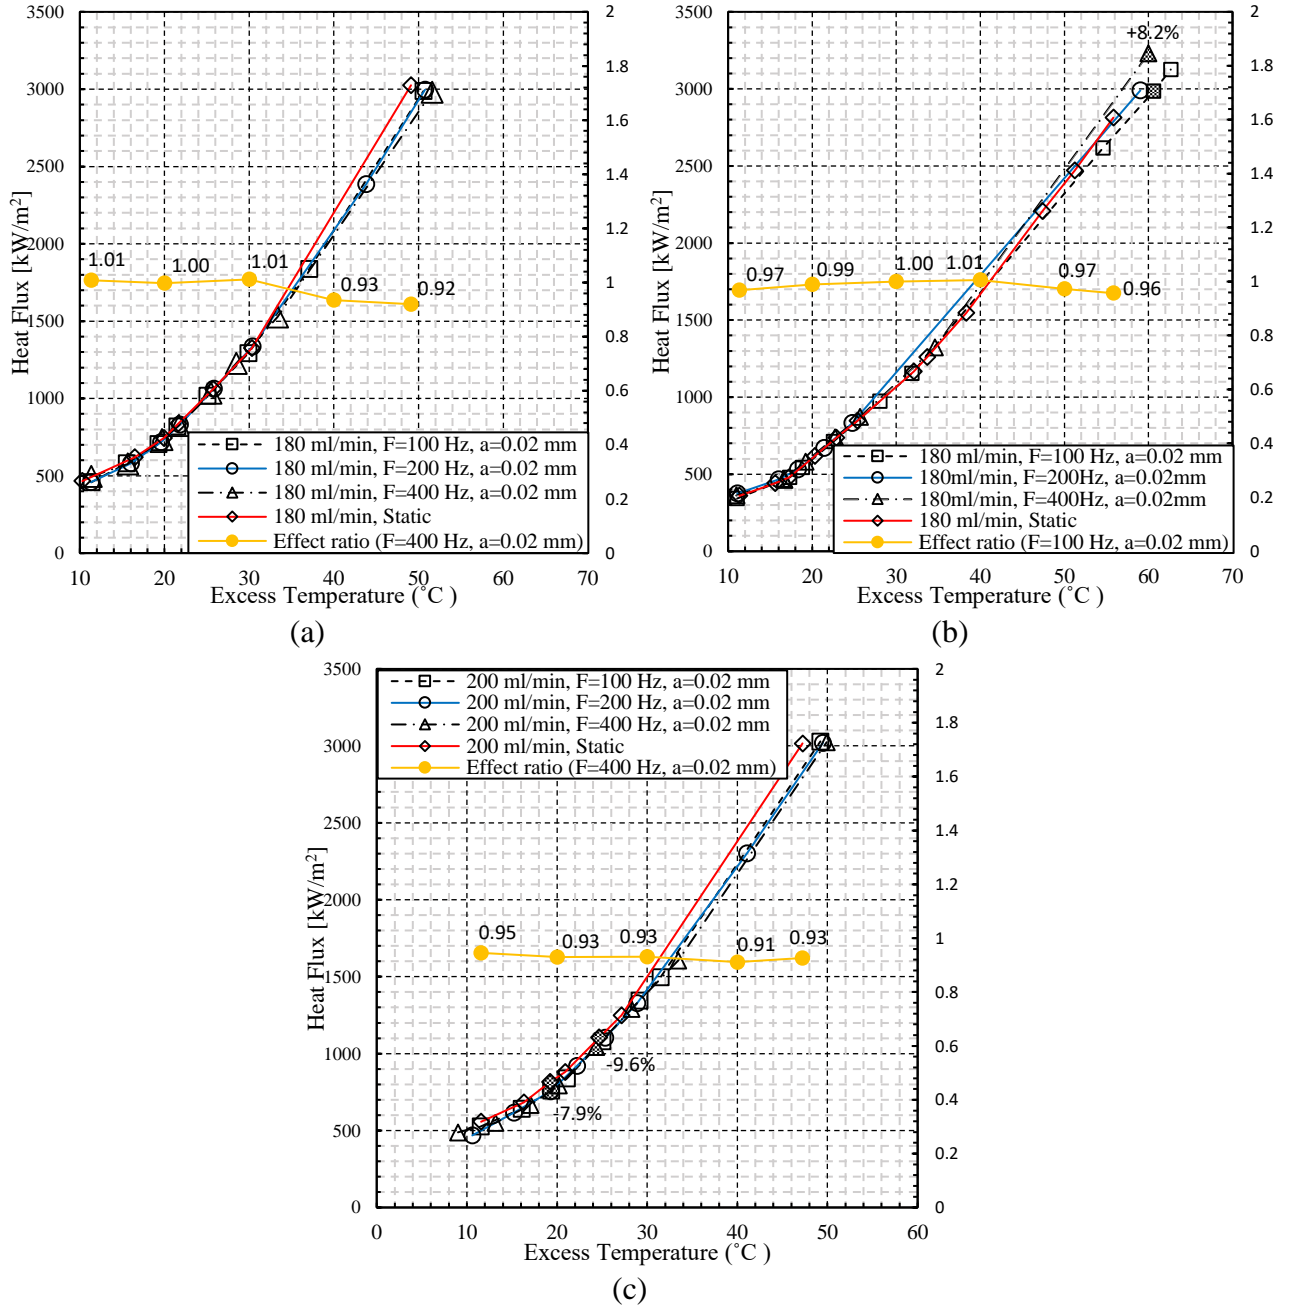 3500
3000
2500
2000
1500
1000
500
0
Heat Flux [kW/m2]
2
1.8
1.6
1.4
1.2
1
0.8
0.6
0.4
0.2
0
1.01
1.00
1.01
0.93
0.92
180 ml/min, F=100 Hz, a=0.02 mm
180 ml/min, F=200 Hz, a=0.02 mm
180 ml/min, F=400 Hz, a=0.02 mm
180 ml/min, Static
Effect ratio (F=400 Hz, a=0.02 mm)
10 20 30 40 50 60 70
Excess Temperature (˚C )
(a)
3500
3000
2500
2000
1500
1000
500
0
Heat Flux [kW/m2]
2
1.8
1.6
1.4
1.2
1
0.8
0.6
0.4
0.2
0
+8.2%
0.97
0.99
1.00
1.01
0.97
0.96
180 ml/min, F=100 Hz, a=0.02 mm
180ml/min, F=200Hz, a=0.02mm
180ml/min, F=400Hz, a=0.02mm
180 ml/min, Static
Effect ratio (F=100 Hz, a=0.02 mm)
10 20 30 40 50 60 70
Excess Temperature (˚C )
(b)
3500
3000
2500
2000
1500
1000
500
0
Heat Flux [kW/m2]
2
1.8
1.6
1.4
1.2
1
0.8
0.6
0.4
0.2
0
200 ml/min, F=100 Hz, a=0.02 mm
200 ml/min, F=200 Hz, a=0.02 mm
200 ml/min, F=400 Hz, a=0.02 mm
200 ml/min, Static
Effect ratio (F=400 Hz, a=0.02 mm)
0.95
0.93
0.93
0.91
0.93
-9.6%
-7.9%
0 10 20 30 40 50 60
Excess Temperature (˚C )
(c)